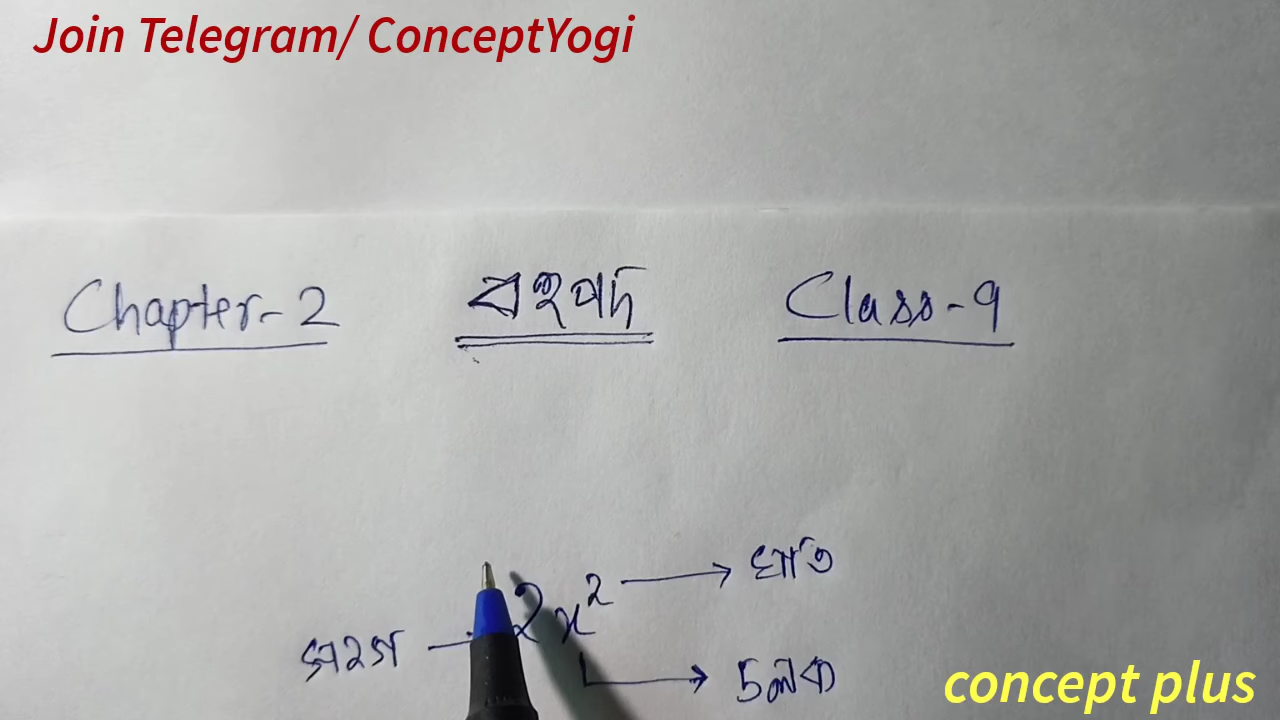 Join Telegram/ ConceptYogi
Chapter-2 বহুপদ Class-9
2x² → ঘাত
সহগ
→ চলক
concept plus